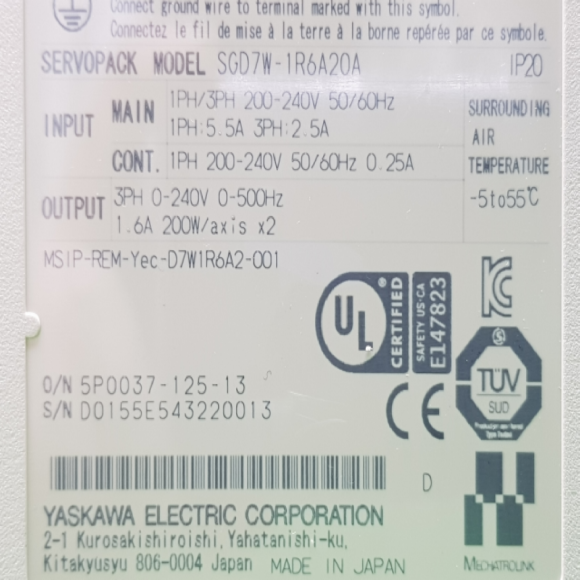 Connect ground wire to terminal marked with this symbol.
Connectez le fil de mise à la terre à la borne repérée par ce symbole.
SERVOPACK MODEL SGD7W-1R6A20A IP20
INPUT
MAIN 1PH/3PH 200-240V 50/60Hz
1PH:5.5A 3PH:2.5A
CONT. 1PH 200-240V 50/60Hz 0.25A
SURROUNDING
AIR
TEMPERATURE
-5to55℃
OUTPUT 3PH 0-240V 0-500Hz
1.6A 200W/axis x2
MSIP-REM-Yec-D7W1R6A2-001
UL ®
CERTIFIED
SAFETY US-CA
E147823
O/N 5P0037-125-13
S/N D0155E543220013
CE
TÜV
SUD
D
YASKAWA ELECTRIC CORPORATION
2-1 Kurosakishiroishi, Yahatanishi-ku,
Kitakyusyu 806-0004 Japan MADE IN JAPAN
MECHATROLINK